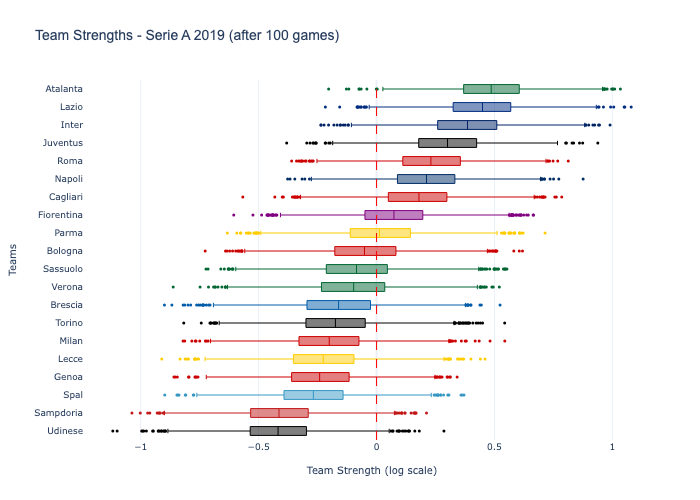 Team Strengths - Serie A 2019 (after 100 games)
Atalanta
Lazio
Inter
Juventus
Roma
Napoli
Cagliari
Fiorentina
Parma
Bologna
Sassuolo
Verona
Brescia
Torino
Milan
Lecce
Genoa
Spal
Sampdoria
Udinese
Teams
−1 −0.5 0 0.5 1
Team Strength (log scale)